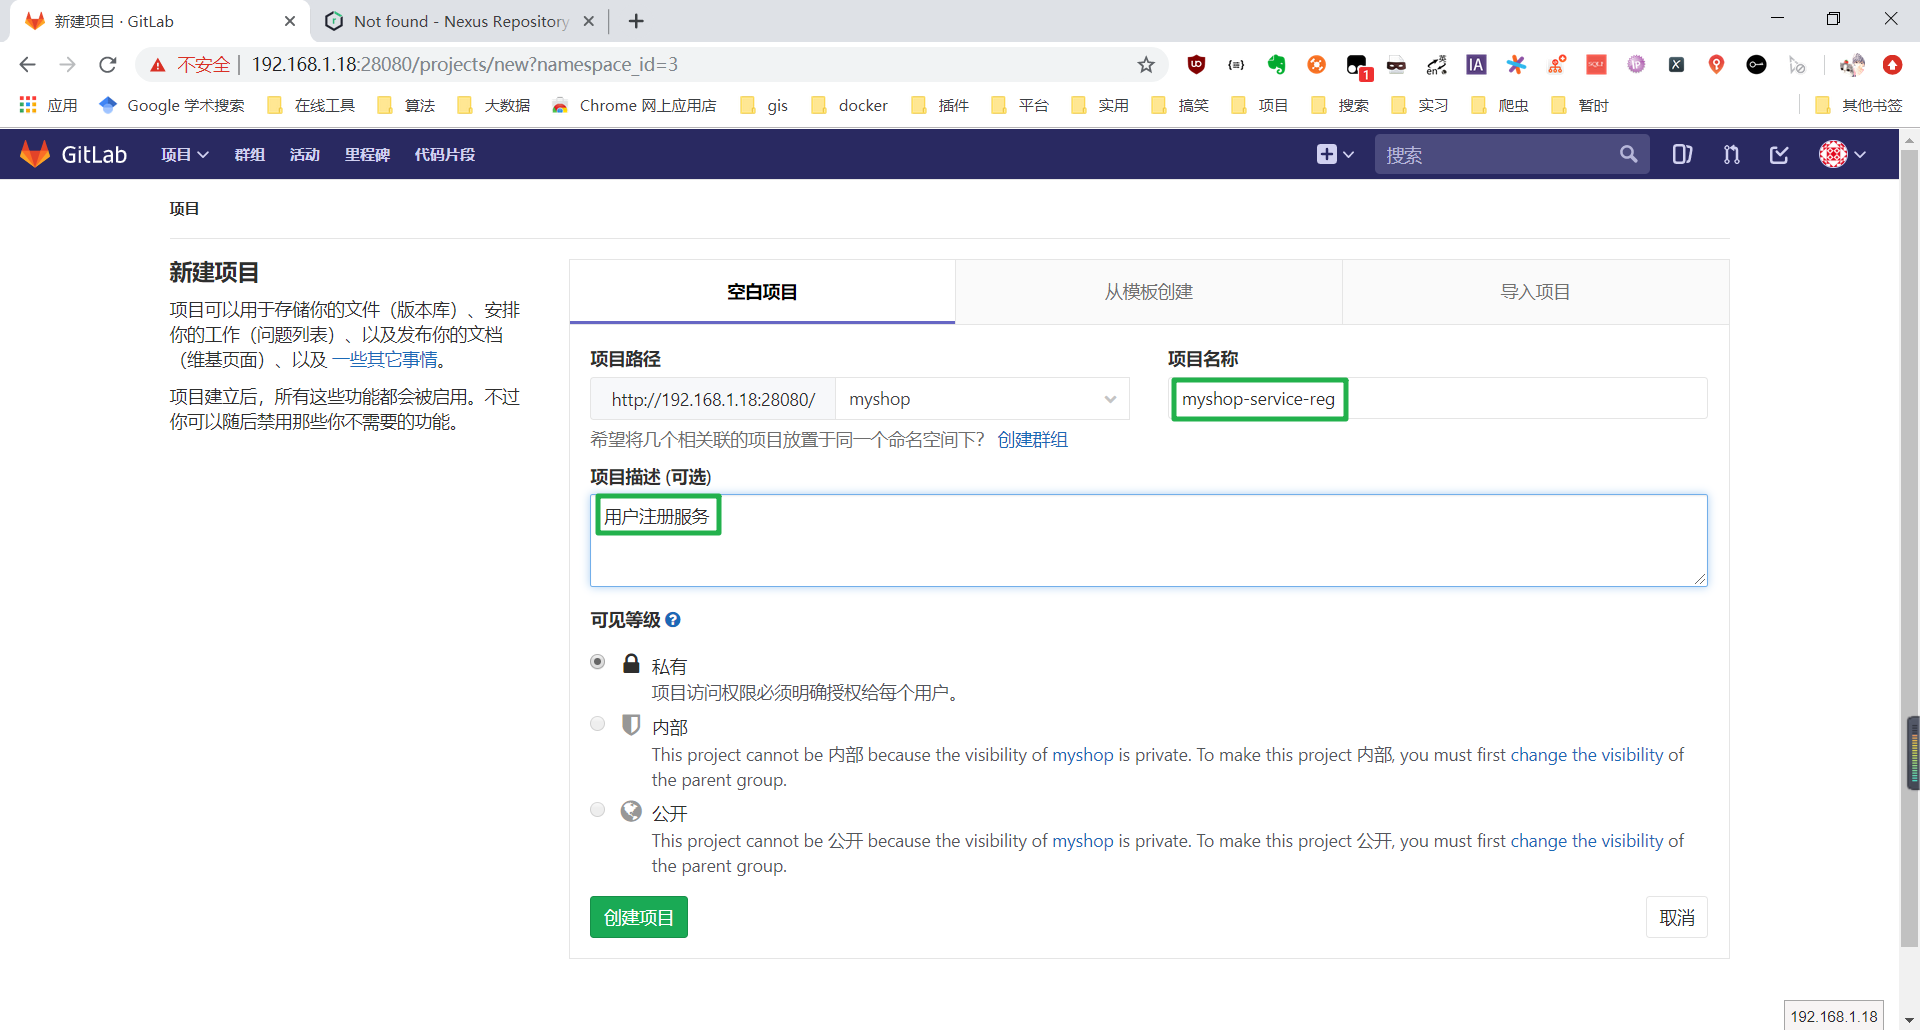 新建项目 · GitLab
Not found - Nexus Repository
不安全 | 192.168.1.18:28080/projects/new?namespace_id=3
应用
Google 学术搜索
在线工具
算法
大数据
Chrome 网上应用店
gis
docker
插件
平台
实用
搞笑
项目
搜索
实习
爬虫
暂时
其他书签
GitLab
项目
群组
活动
里程碑
代码片段
搜索
项目
新建项目
项目可以用于存储你的文件（版本库）、安排
你的工作（问题列表）、以及发布你的文档
（维基页面）、以及 一些其它事情。
项目建立后，所有这些功能都会被启用。不过
你可以随后禁用那些你不需要的功能。
空白项目
从模板创建
导入项目
项目路径
http://192.168.1.18:28080/
myshop
项目名称
myshop-service-reg
希望将几个相关联的项目放置于同一个命名空间下？ 创建群组
项目描述 (可选)
用户注册服务
可见等级
私有
项目访问权限必须明确授权给每个用户。
内部
This project cannot be 内部 because the visibility of myshop is private. To make this project 内部, you must first change the visibility of
the parent group.
公开
This project cannot be 公开 because the visibility of myshop is private. To make this project 公开, you must first change the visibility of
the parent group.
创建项目
取消
192.168.1.18